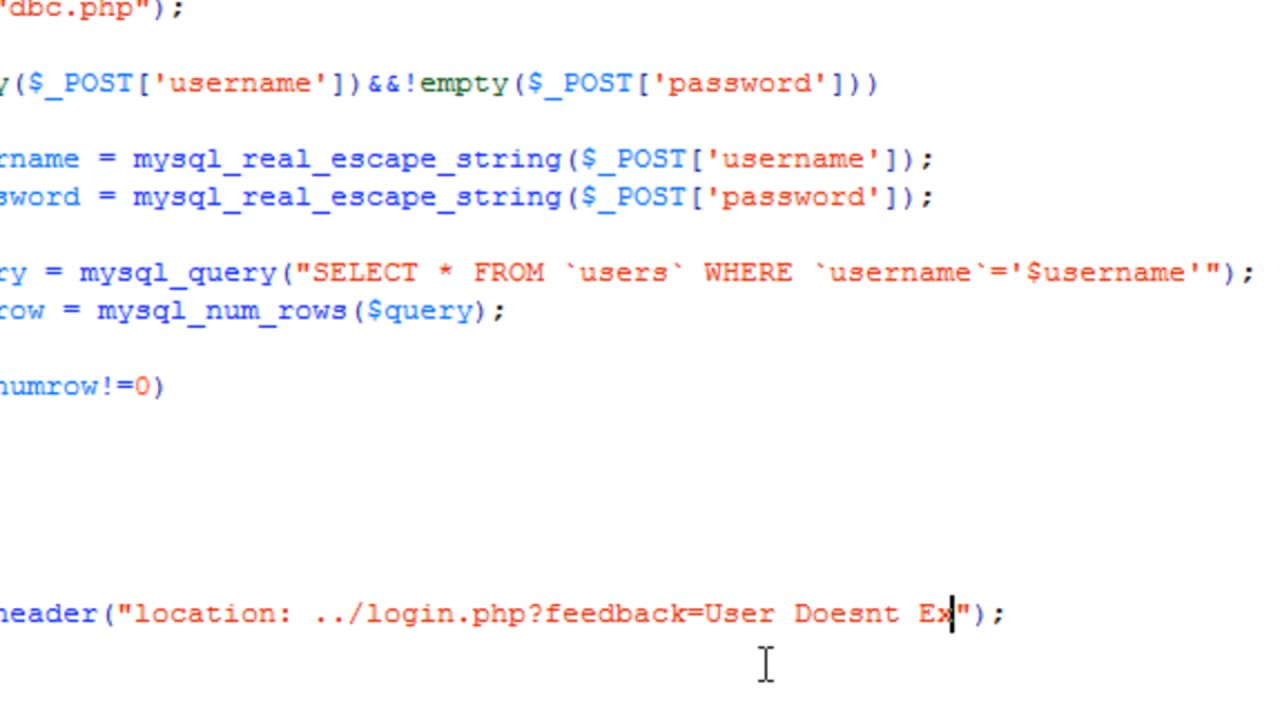 "dbc.php");
y($_POST['username'])&&!empty($_POST['password']))
rname = mysql_real_escape_string($_POST['username']);
sword = mysql_real_escape_string($_POST['password']);
ry = mysql_query("SELECT * FROM `users` WHERE `username`='$username'");
row = mysql_num_rows($query);
numrow!=0)
header("location: ../login.php?feedback=User Doesnt Ex");